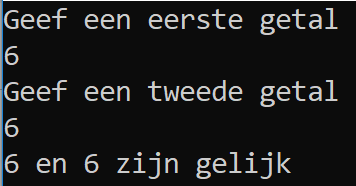 Geef een eerste getal
6
Geef een tweede getal
6
6 en 6 zijn gelijk